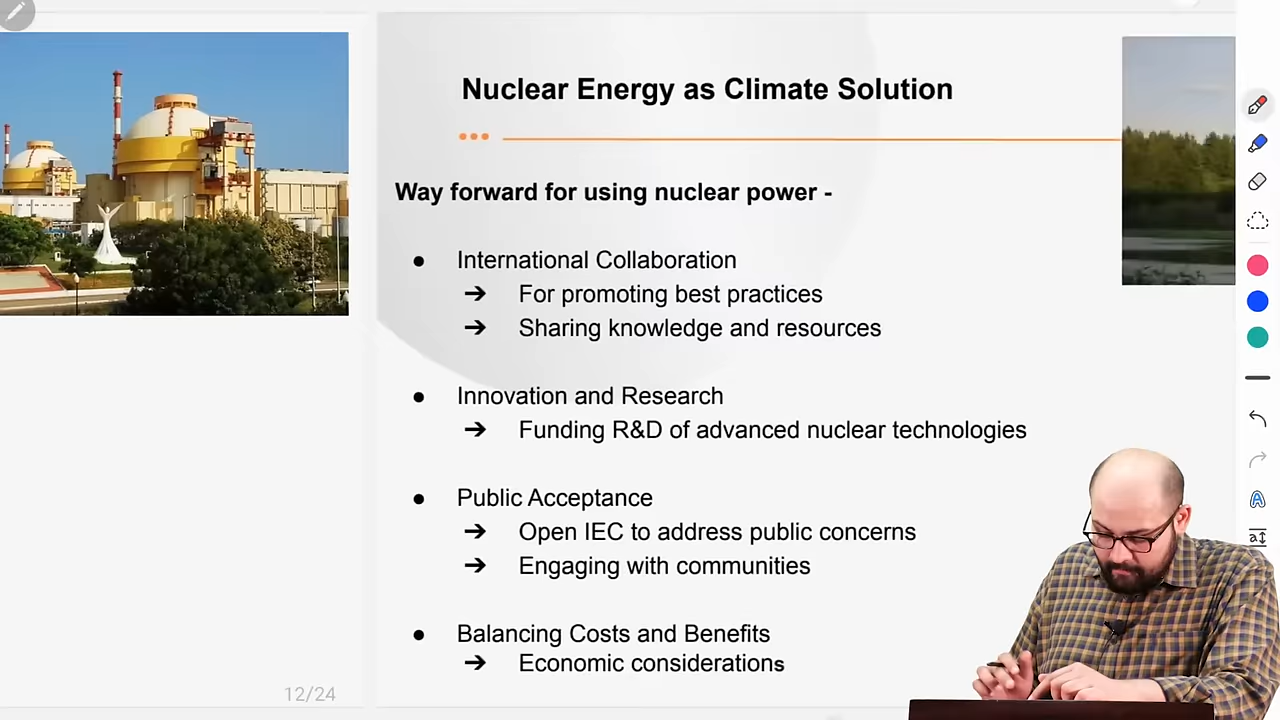 Nuclear Energy as Climate Solution
Way forward for using nuclear power -
● International Collaboration
➔ For promoting best practices
➔ Sharing knowledge and resources
● Innovation and Research
➔ Funding R&D of advanced nuclear technologies
● Public Acceptance
➔ Open IEC to address public concerns
➔ Engaging with communities
● Balancing Costs and Benefits
➔ Economic considerations
12/24